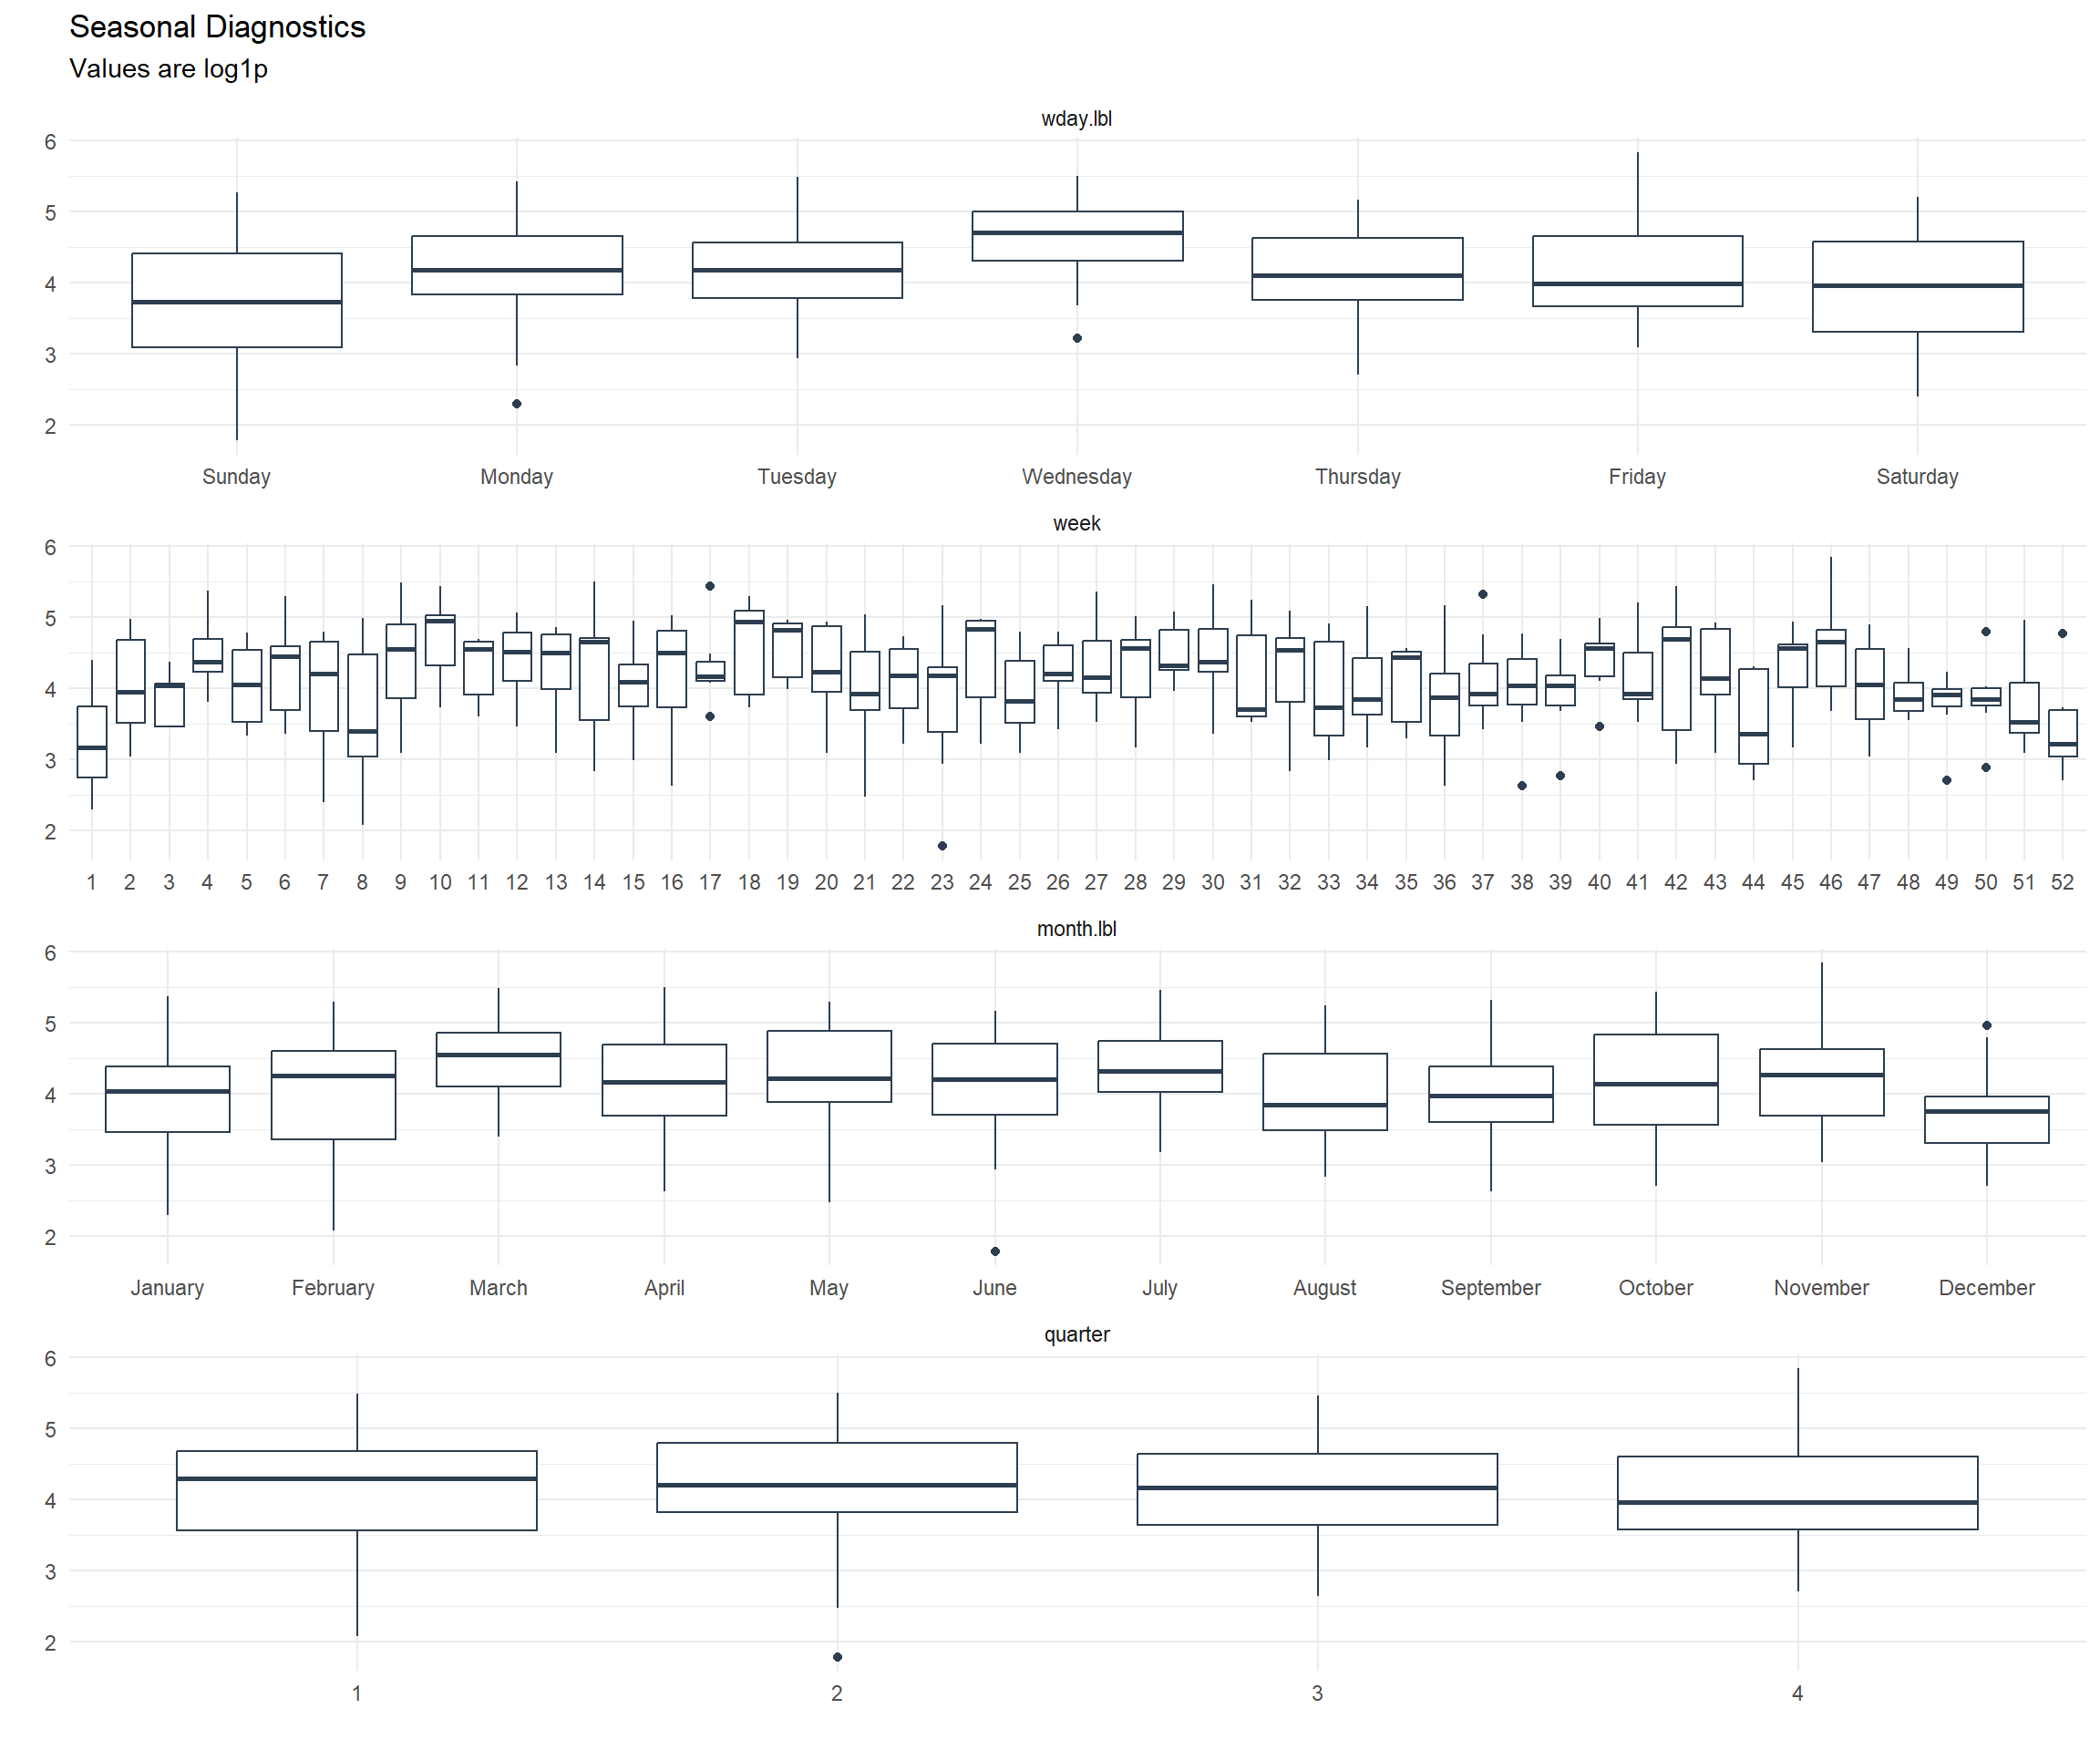 Seasonal Diagnostics
Values are log1p
wday.lbl
6
5
4
3
2
Sunday Monday Tuesday Wednesday Thursday Friday Saturday
week
6
5
4
3
2
1 2 3 4 5 6 7 8 9 10 11 12 13 14 15 16 17 18 19 20 21 22 23 24 25 26 27 28 29 30 31 32 33 34 35 36 37 38 39 40 41 42 43 44 45 46 47 48 49 50 51 52
month.lbl
6
5
4
3
2
January February March April May June July August September October November December
quarter
6
5
4
3
2
1 2 3 4